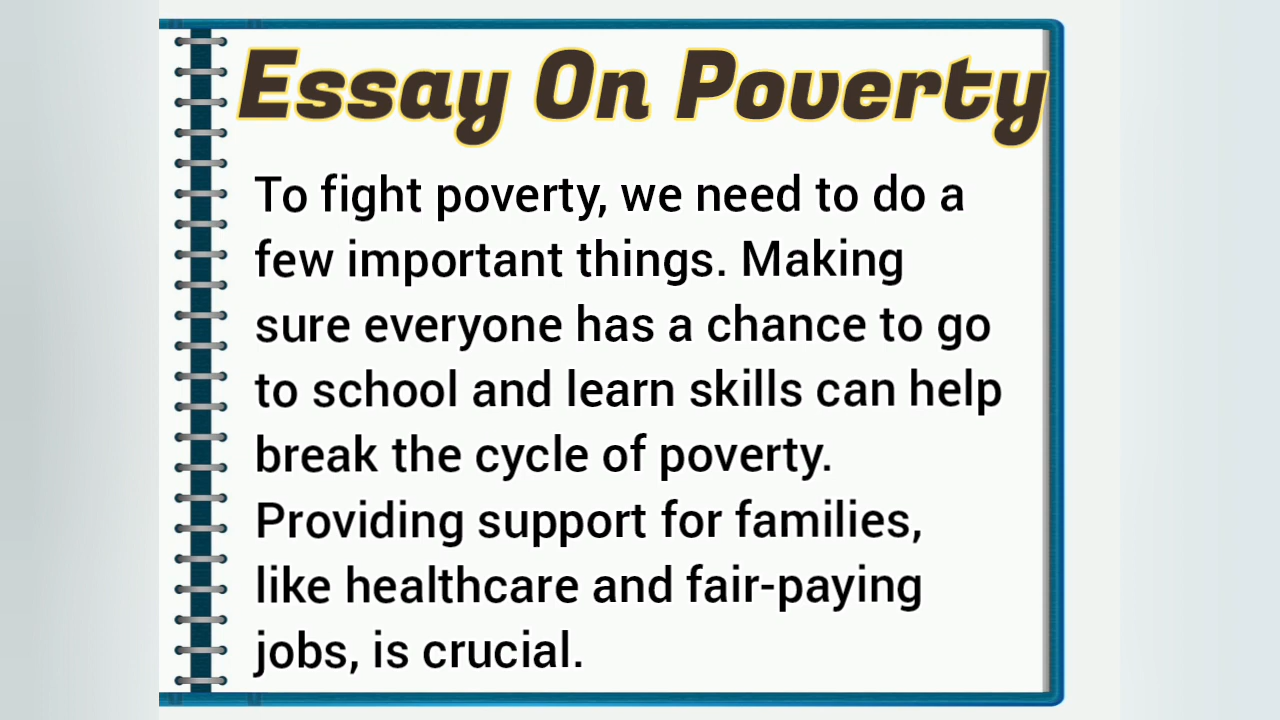 Essay On Poverty
To fight poverty, we need to do a
few important things. Making
sure everyone has a chance to go
to school and learn skills can help
break the cycle of poverty.
Providing support for families,
like healthcare and fair-paying
jobs, is crucial.